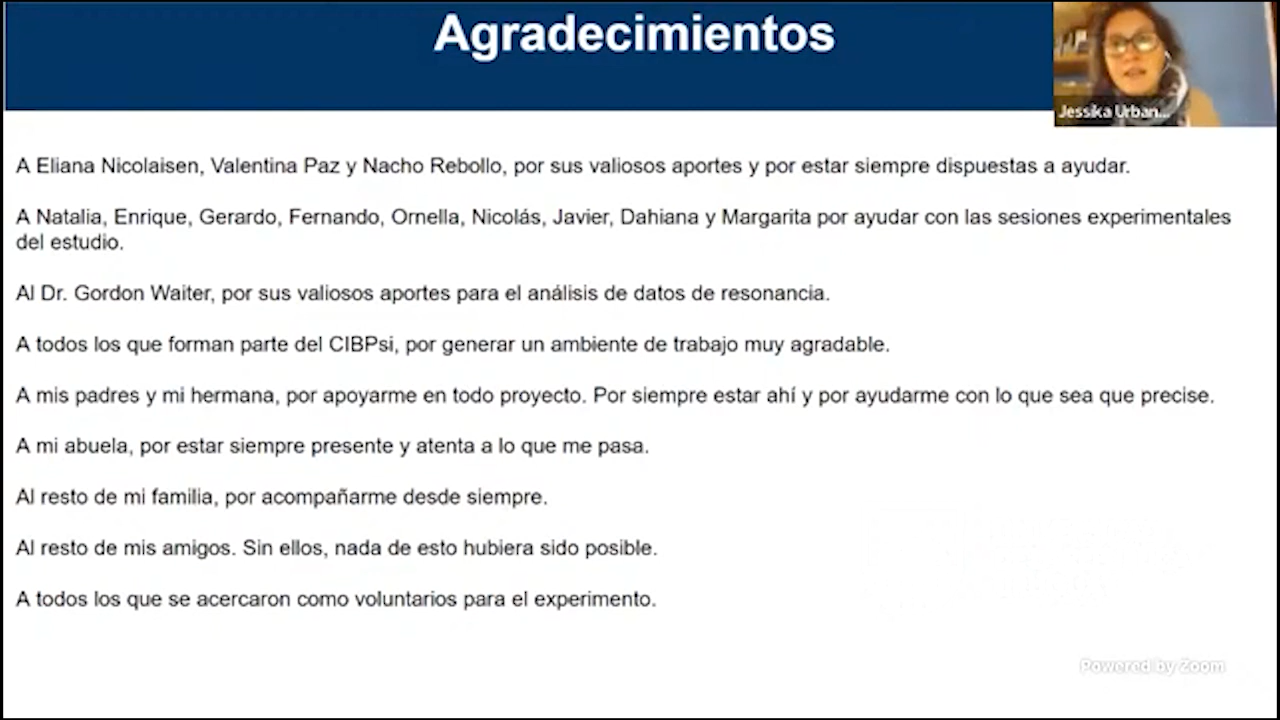 Agradecimientos
Jessika Urban...
A Eliana Nicolaisen, Valentina Paz y Nacho Rebollo, por sus valiosos aportes y por estar siempre dispuestas a ayudar.
A Natalia, Enrique, Gerardo, Fernando, Ornella, Nicolás, Javier, Dahiana y Margarita por ayudar con las sesiones experimentales
del estudio.
Al Dr. Gordon Waiter, por sus valiosos aportes para el análisis de datos de resonancia.
A todos los que forman parte del CIBPsi, por generar un ambiente de trabajo muy agradable.
A mis padres y mi hermana, por apoyarme en todo proyecto. Por siempre estar ahí y por ayudarme con lo que sea que precise.
A mi abuela, por estar siempre presente y atenta a lo que me pasa.
Al resto de mi familia, por acompañarme desde siempre.
Al resto de mis amigos. Sin ellos, nada de esto hubiera sido posible.
A todos los que se acercaron como voluntarios para el experimento.
Powered by Zoom